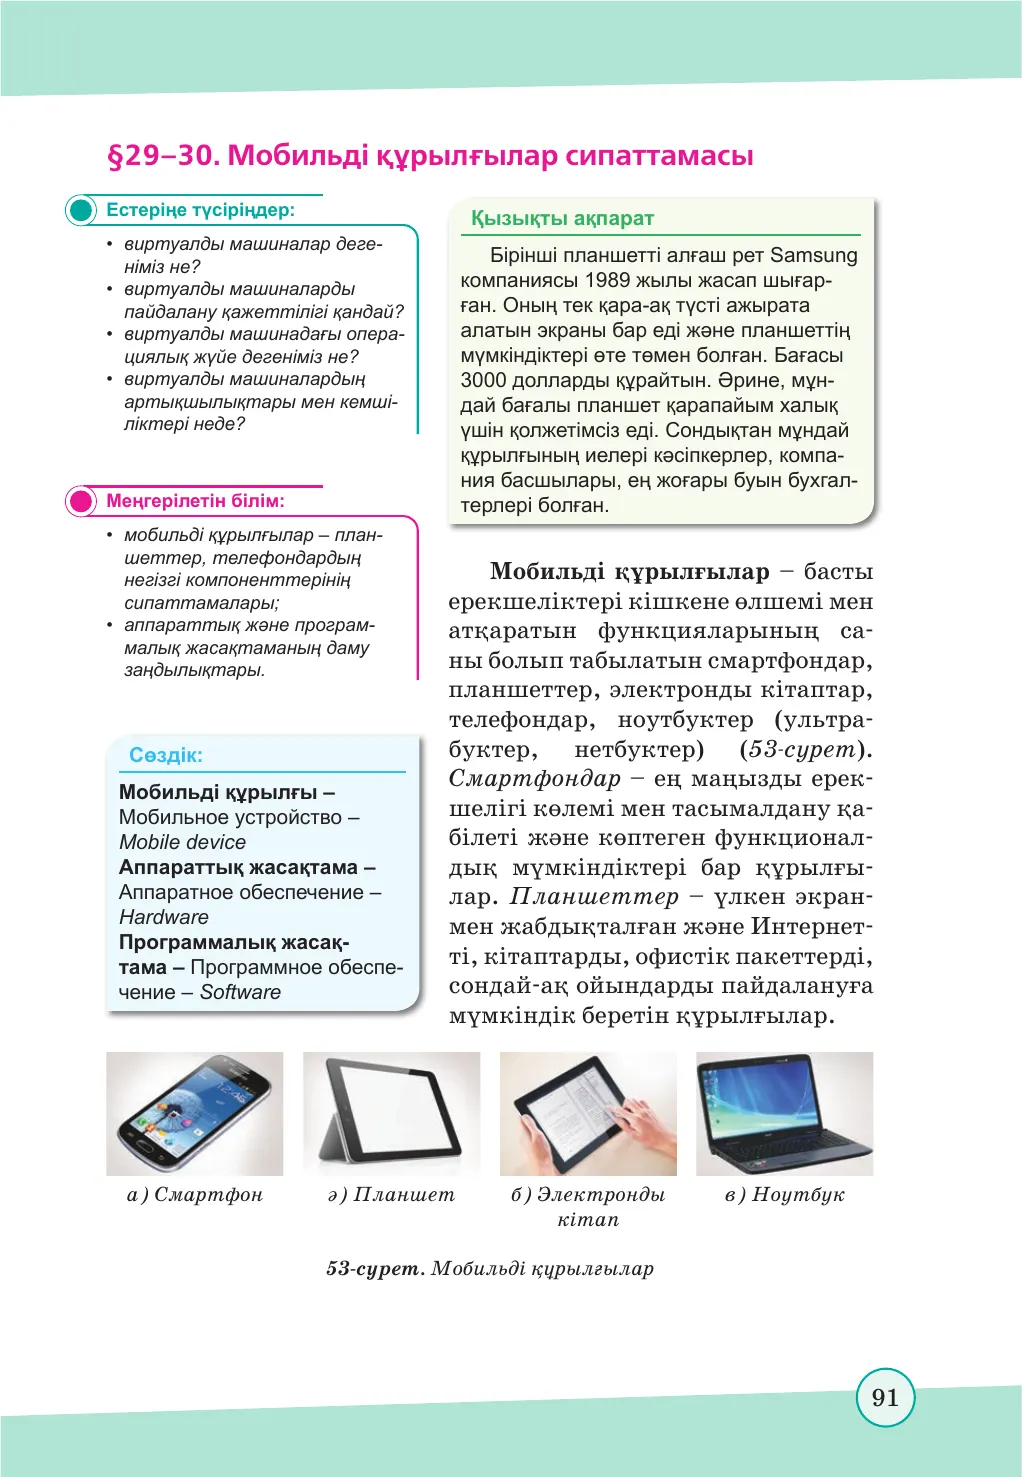 §29–30. Мобильді құрылғылар сипаттамасы
Естеріңе түсіріңдер:
• виртуалды машиналар деге-
німіз не?
• виртуалды машиналарды
пайдалану қажеттілігі қандай?
• виртуалды машинадағы опера-
циялық жүйе дегеніміз не?
• виртуалды машиналардың
артықшылықтары мен кемші-
ліктері неде?
Меңгерілетін білім:
• мобильді құрылғылар – план-
шеттер, телефондардың
негізгі компоненттерінің
сипаттамалары;
• аппараттық және програм-
малық жасақтаманың даму
заңдылықтары.
Сөздік:
Мобильді құрылғы –
Мобильное устройство –
Mobile device
Аппараттық жасақтама –
Аппаратное обеспечение –
Hardware
Программалық жасақ-
тама – Программное обеспе-
чение – Software
Қызықты ақпарат
Бірінші планшетті алғаш рет Samsung
компаниясы 1989 жылы жасап шығар-
ған. Оның тек қара-ақ түсті ажырата
алатын экраны бар еді және планшеттің
мүмкіндіктері өте төмен болған. Бағасы
3000 долларды құрайтын. Әрине, мұн-
дай бағалы планшет қарапайым халық
үшін қолжетімсіз еді. Сондықтан мұндай
құрылғының иелері кәсіпкерлер, компа-
ния басшылары, ең жоғары буын бухгал-
терлері болған.
Мобильді құрылғылар – басты
ерекшеліктері кішкене өлшемі мен
атқаратын функцияларының са-
ны болып табылатын смартфондар,
планшеттер, электронды кітаптар,
телефондар, ноутбуктер (ультра-
буктер, нетбуктер) (53-сурет).
Смартфондар – ең маңызды ерек-
шелігі көлемі мен тасымалдану қа-
білеті және көптеген функционал-
дық мүмкіндіктері бар құрылғы-
лар. Планшеттер – үлкен экран-
мен жабдықталған және Интернет-
ті, кітаптарды, офистік пакеттерді,
сондай-ақ ойындарды пайдалануға
мүмкіндік беретін құрылғылар.
а) Смартфон
ә) Планшет
б) Электронды
кітап
в) Ноутбук
53-сурет. Мобильді құрылғылар
91